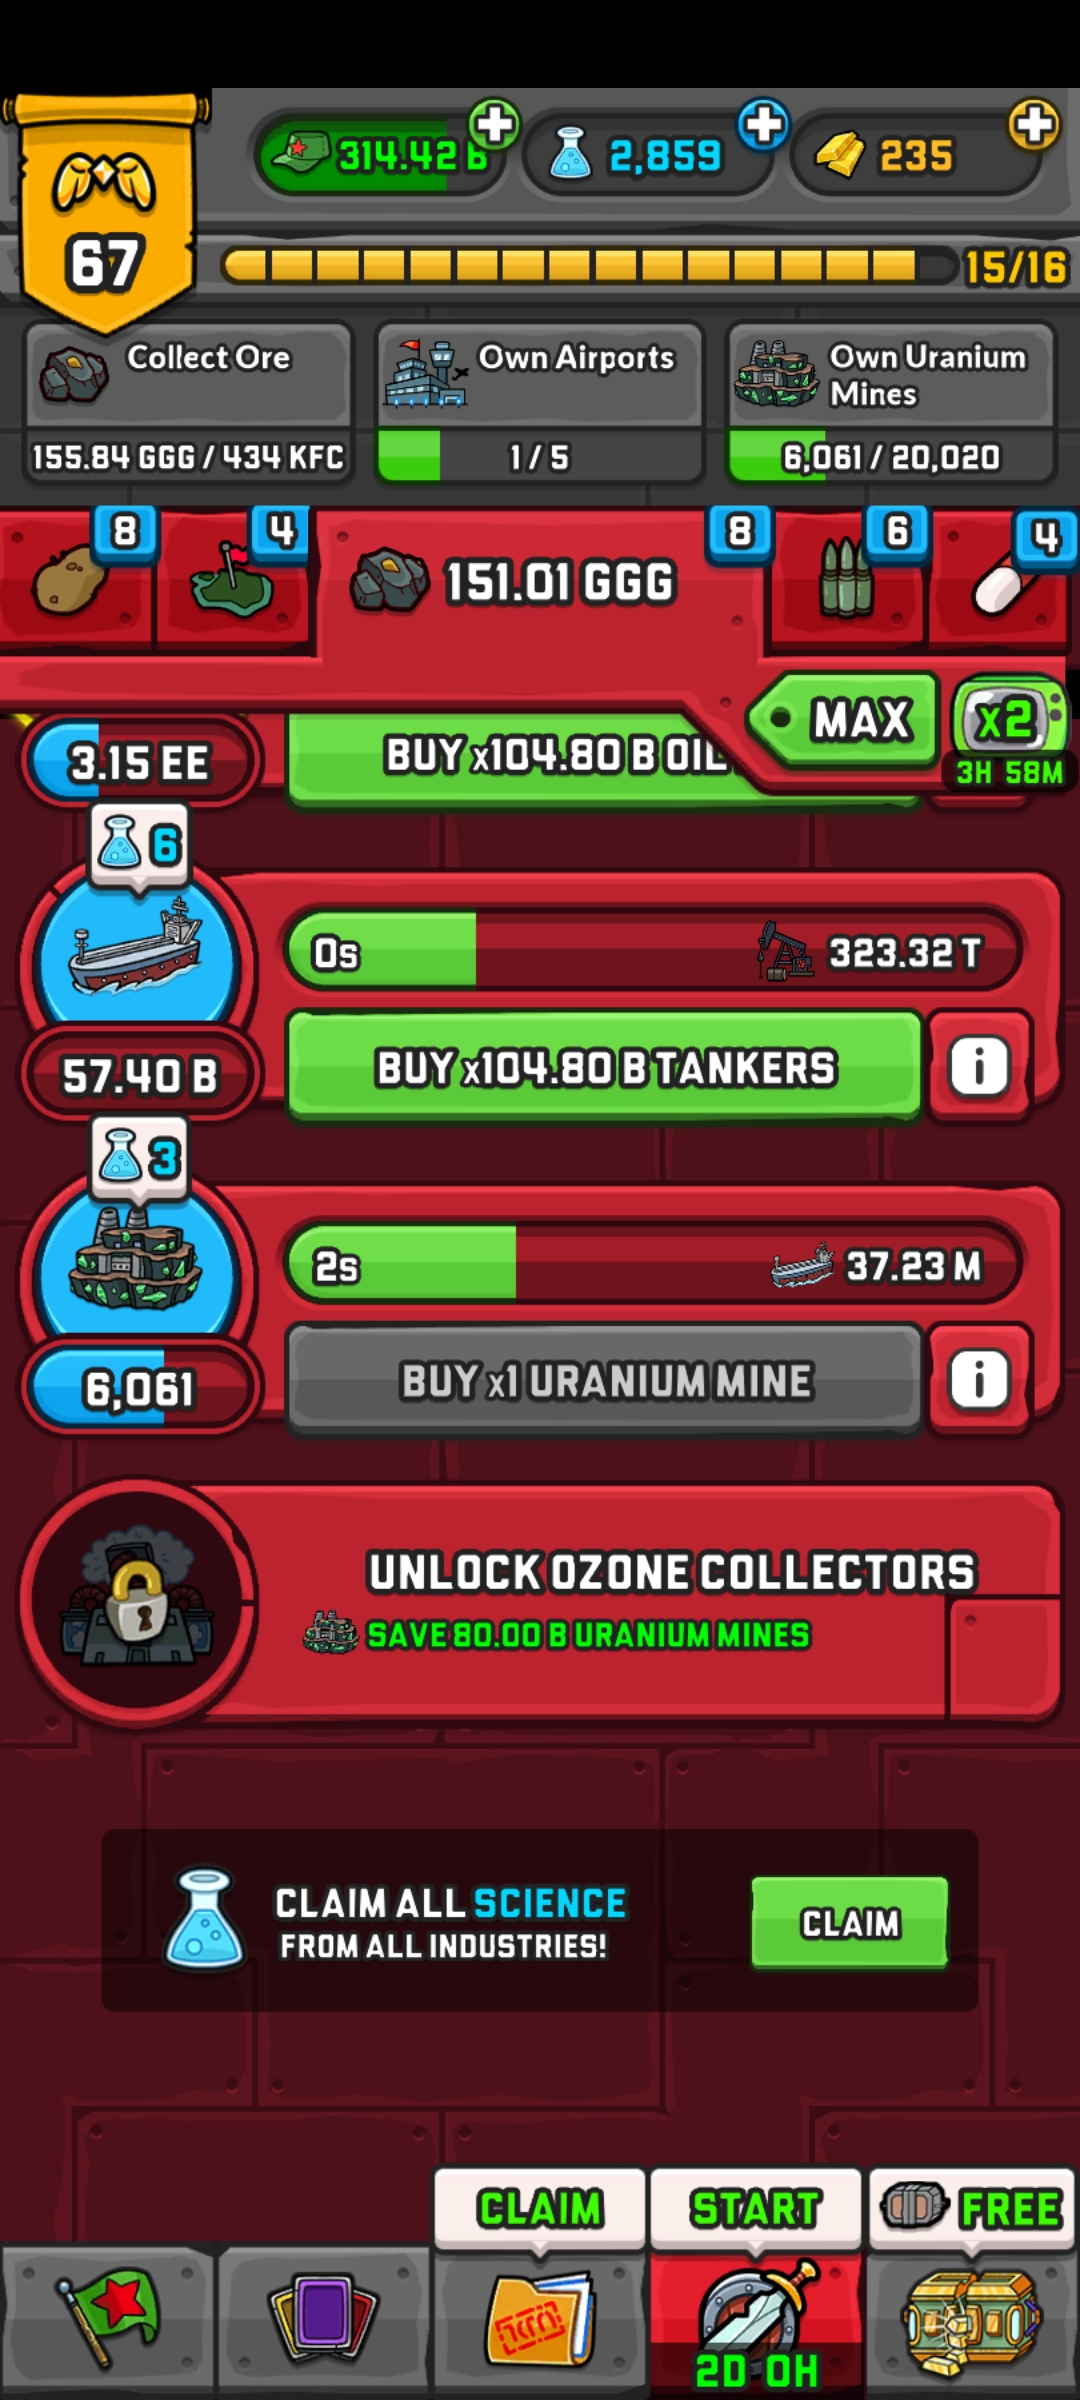 314.42 B
2,859
235
67
15/16
Collect Ore
155.84 GGG / 434 KFC
Own Airports
1 / 5
Own Uranium
Mines
6,061 / 20,020
8
4
151.01 GGG
8
6
4
MAX
x2
3H 58M
3.15 EE
BUY x104.80 B OIL
6
0s
323.32 T
57.40 B
BUY x104.80 B TANKERS
i
3
2s
37.23 M
6,061
BUY x1 URANIUM MINE
i
UNLOCK OZONE COLLECTORS
SAVE 80.00 B URANIUM MINES
CLAIM ALL SCIENCE
FROM ALL INDUSTRIES!
CLAIM
CLAIM
START
FREE
2D 0H